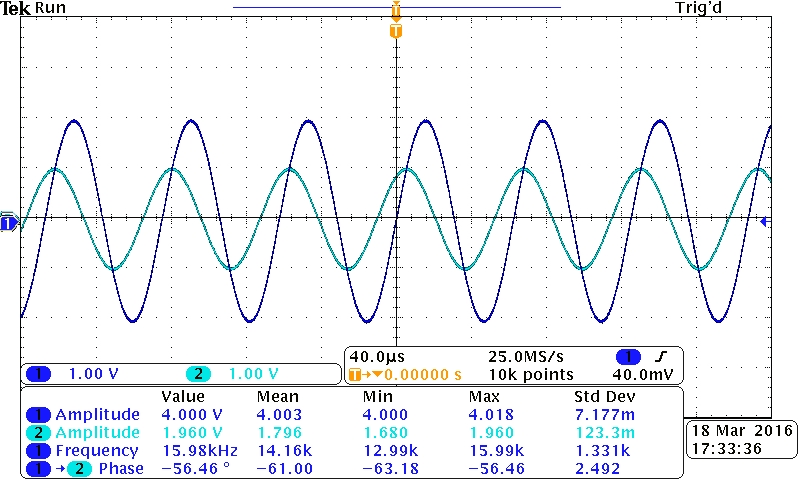 Tek Run Trig'd
T
T
1
40.0µs 25.0MS/s 1
1 1.00 V 2 1.00 V T→▼0.00000 s 10k points 40.0mV
Value Mean Min Max Std Dev
1 Amplitude 4.000 V 4.003 4.000 4.018 7.177m
2 Amplitude 1.960 V 1.796 1.680 1.960 123.3m
1 Frequency 15.98kHz 14.16k 12.99k 15.99k 1.331k
1 → 2 Phase −56.46 ° −61.00 −63.18 −56.46 2.492
18 Mar 2016
17:33:36